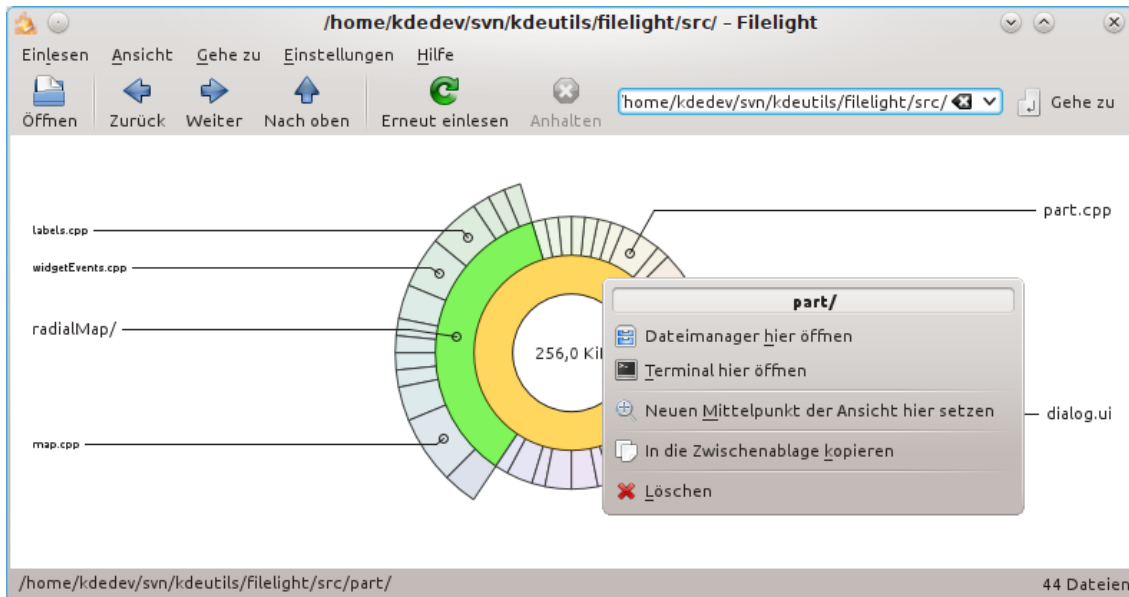 /home/kdedev/svn/kdeutils/filelight/src/ – Filelight
Einlesen Ansicht Gehe zu Einstellungen Hilfe
Öffnen Zurück Weiter Nach oben Erneut einlesen Anhalten /home/kdedev/svn/kdeutils/filelight/src/ Gehe zu
part.cpp
labels.cpp
widgetEvents.cpp
radialMap/
map.cpp
256,0 KiB
part/
Dateimanager hier öffnen
Terminal hier öffnen
Neuen Mittelpunkt der Ansicht hier setzen
In die Zwischenablage kopieren
Löschen
dialog.ui
/home/kdedev/svn/kdeutils/filelight/src/part/ 44 Dateien